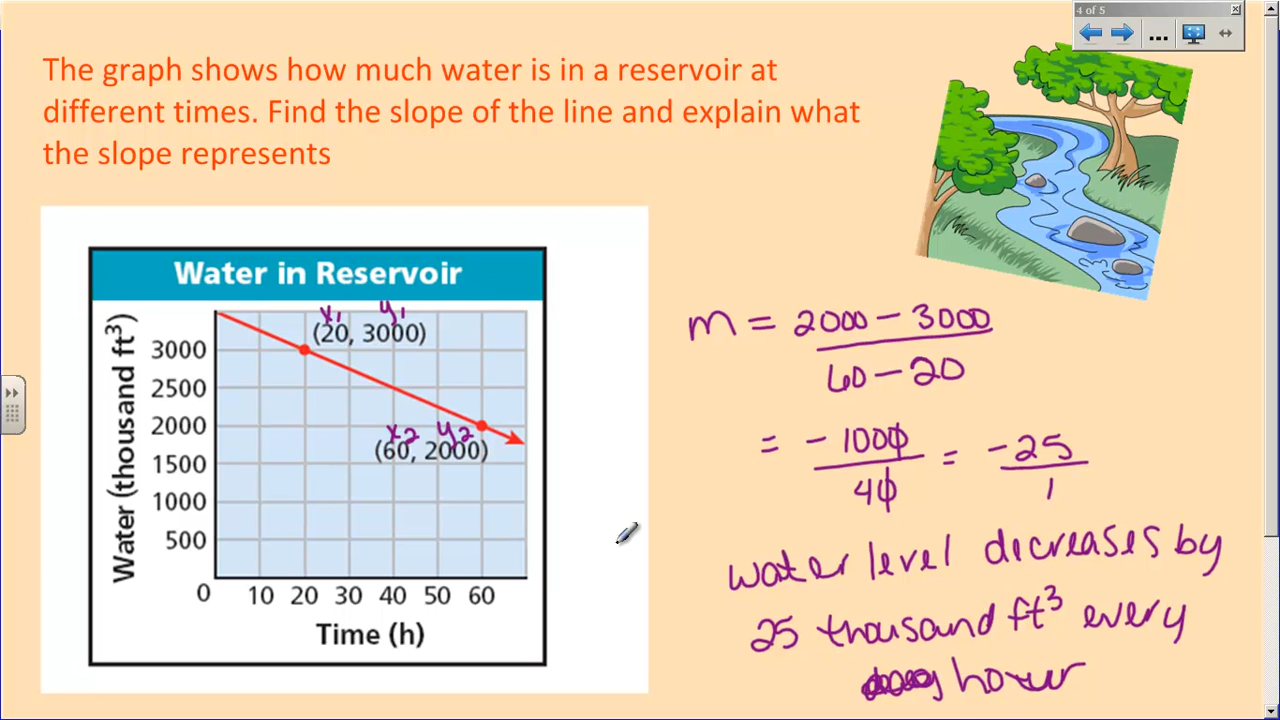 4 of 5
The graph shows how much water is in a reservoir at
different times. Find the slope of the line and explain what
the slope represents
Water in Reservoir
Water (thousand ft³)
3000
2500
2000
1500
1000
500
0
10 20 30 40 50 60
Time (h)
x₁ y₁
(20, 3000)
x₂ y₂
(60, 2000)
m = 2000 - 3000
60 - 20
= -1000 = -25
40 1
water level decreases by
25 thousand ft³ every
hour